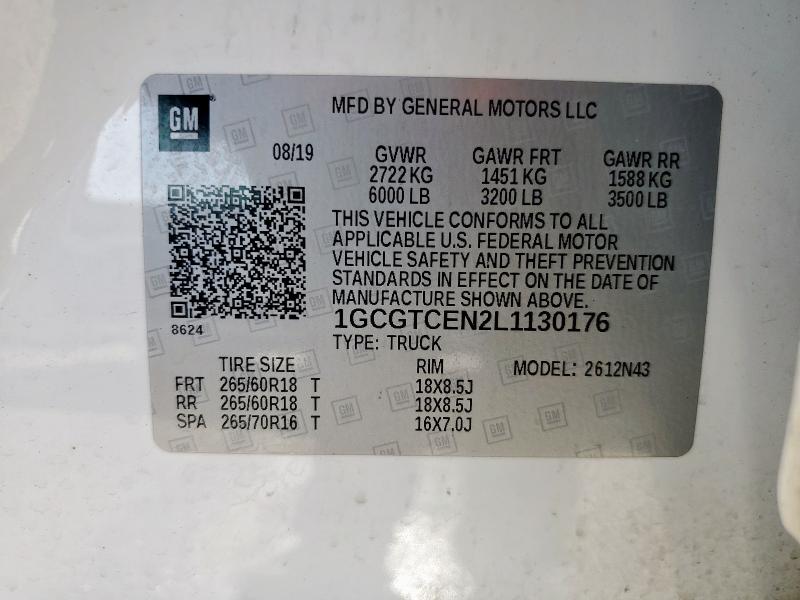 GM
MFD BY GENERAL MOTORS LLC
08/19 GVWR GAWR FRT GAWR RR
2722 KG 1451 KG 1588 KG
6000 LB 3200 LB 3500 LB
THIS VEHICLE CONFORMS TO ALL
APPLICABLE U.S. FEDERAL MOTOR
VEHICLE SAFETY AND THEFT PREVENTION
STANDARDS IN EFFECT ON THE DATE OF
MANUFACTURE SHOWN ABOVE.
8624
1GCGTCEN2L1130176
TYPE: TRUCK
TIRE SIZE RIM MODEL: 2612N43
FRT 265/60R18 T 18X8.5J
RR 265/60R18 T 18X8.5J
SPA 265/70R16 T 16X7.0J